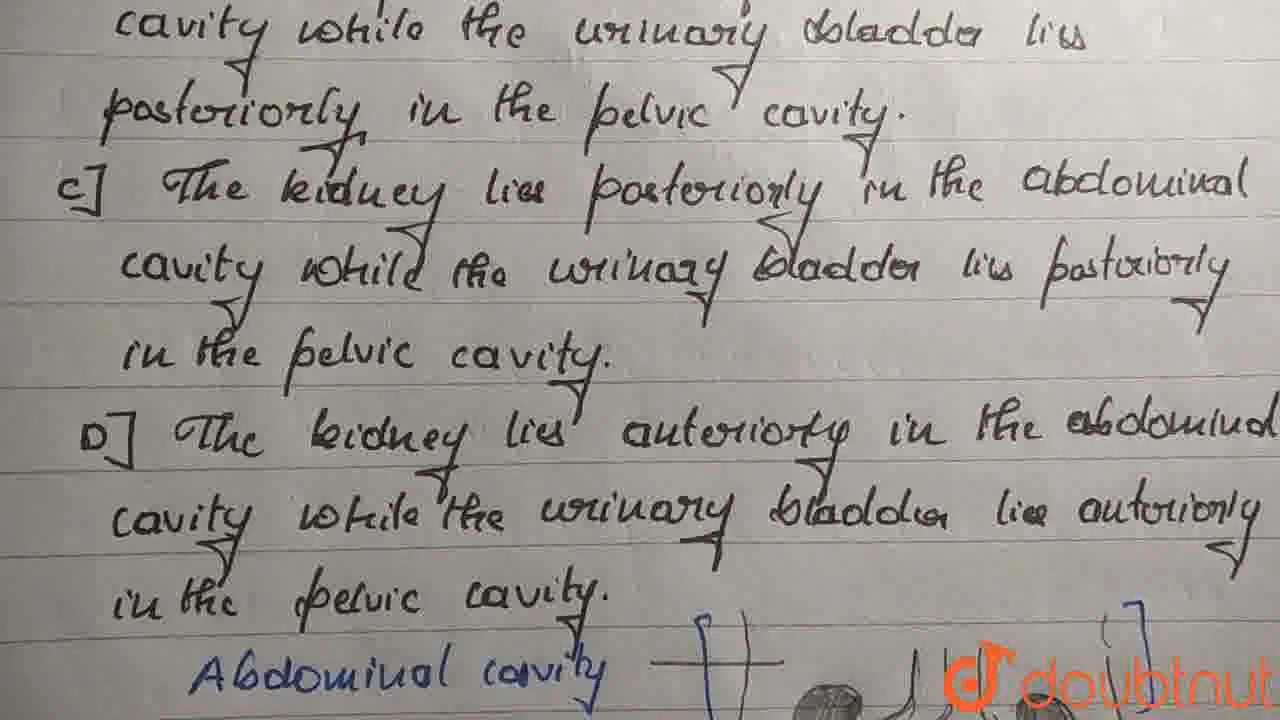 cavity while the urinary bladder lies
posteriorly in the pelvic cavity.
C] The kidney lies posteriorly in the abdominal
cavity while the urinary bladder lies posteriorly
in the pelvic cavity.
D] The kidney lies anteriorly in the abdominal
cavity while the urinary bladder lies anteriorly
in the pelvic cavity.
Abdominal cavity
doubtnut